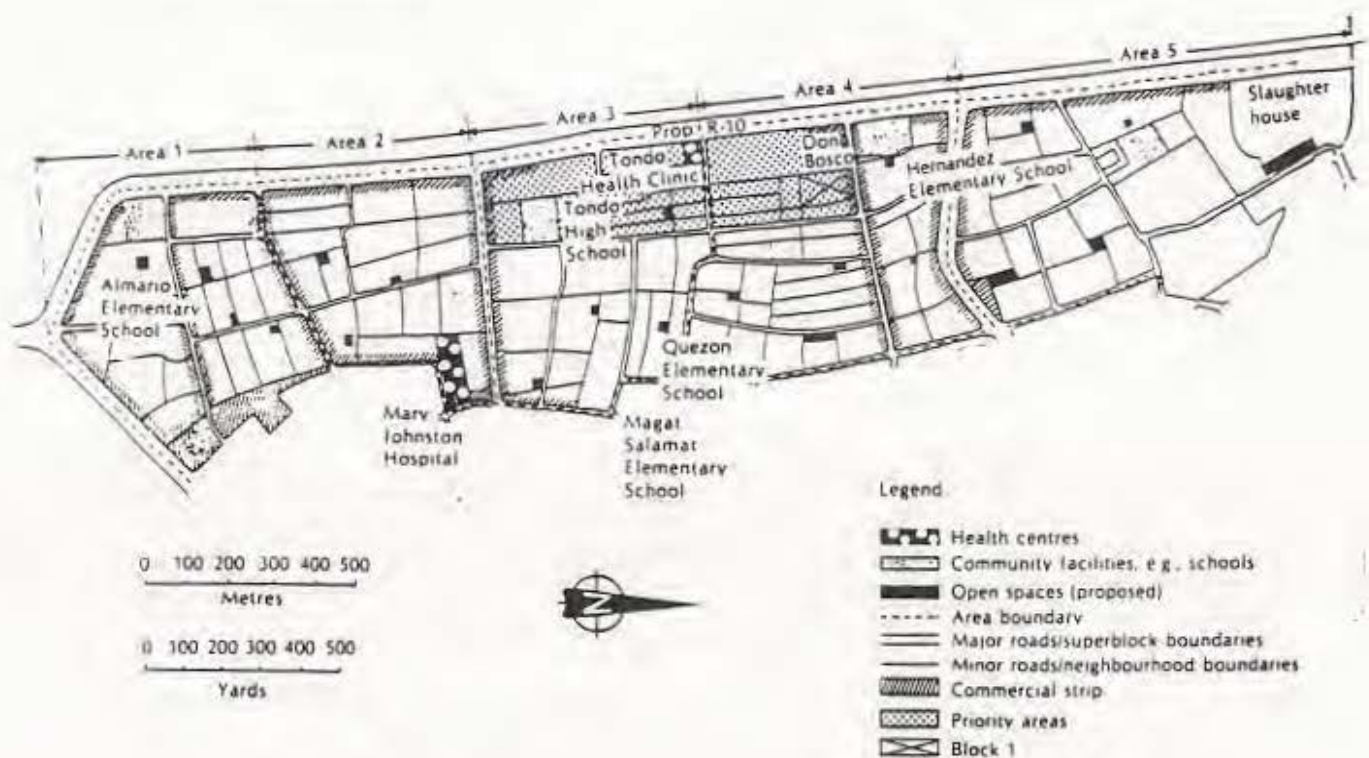 Area 1
Area 2
Area 3
Area 4
Area 5
Prop R-10
Slaughter
house
Tondo
Health Clinic
Tondo
High
School
Don
Bosco
Hernandez
Elementary School
Almario
Elementary
School
Quezon
Elementary
School
Mary
Johnston
Hospital
Magat
Salamat
Elementary
School
0 100 200 300 400 500
Metres
0 100 200 300 400 500
Yards
N
Legend
Health centres
Community facilities, e g , schools
Open spaces (proposed)
Area boundary
Major roads/superblock boundaries
Minor roads/neighbourhood boundaries
Commercial strip
Priority areas
Block 1